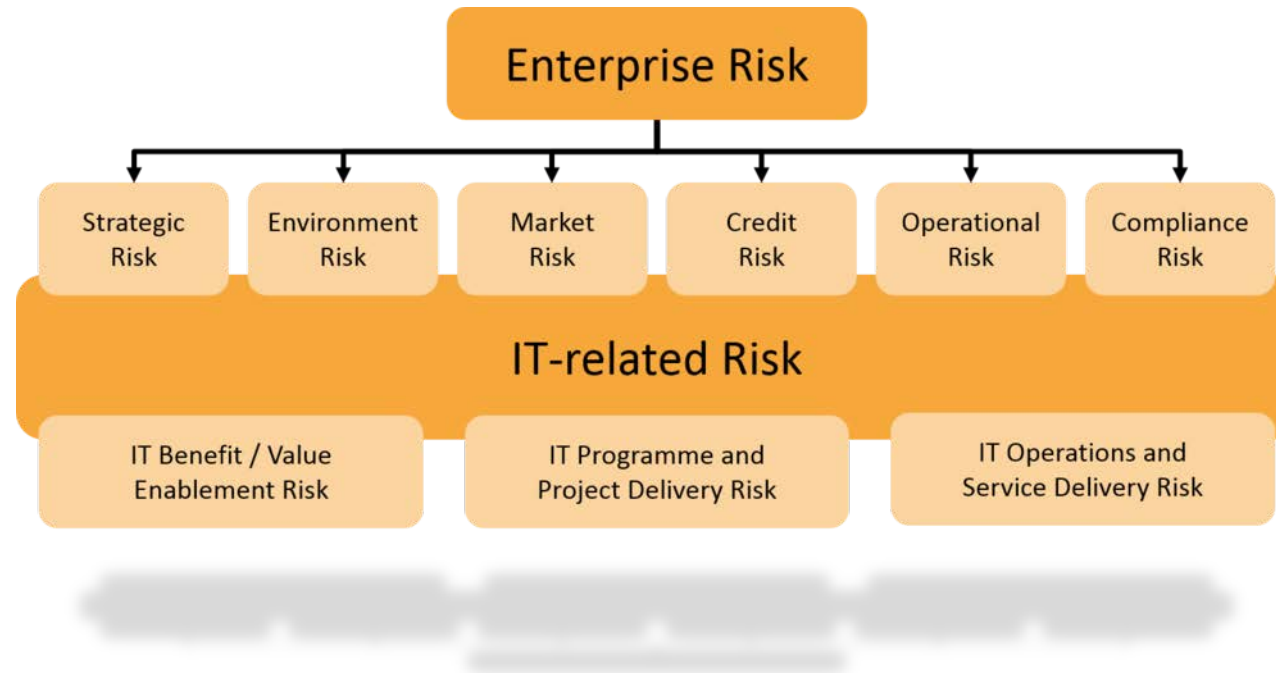 Enterprise Risk
Strategic
Risk
Environment
Risk
Market
Risk
Credit
Risk
Operational
Risk
Compliance
Risk
IT-related Risk
IT Benefit / Value
Enablement Risk
IT Programme and
Project Delivery Risk
IT Operations and
Service Delivery Risk